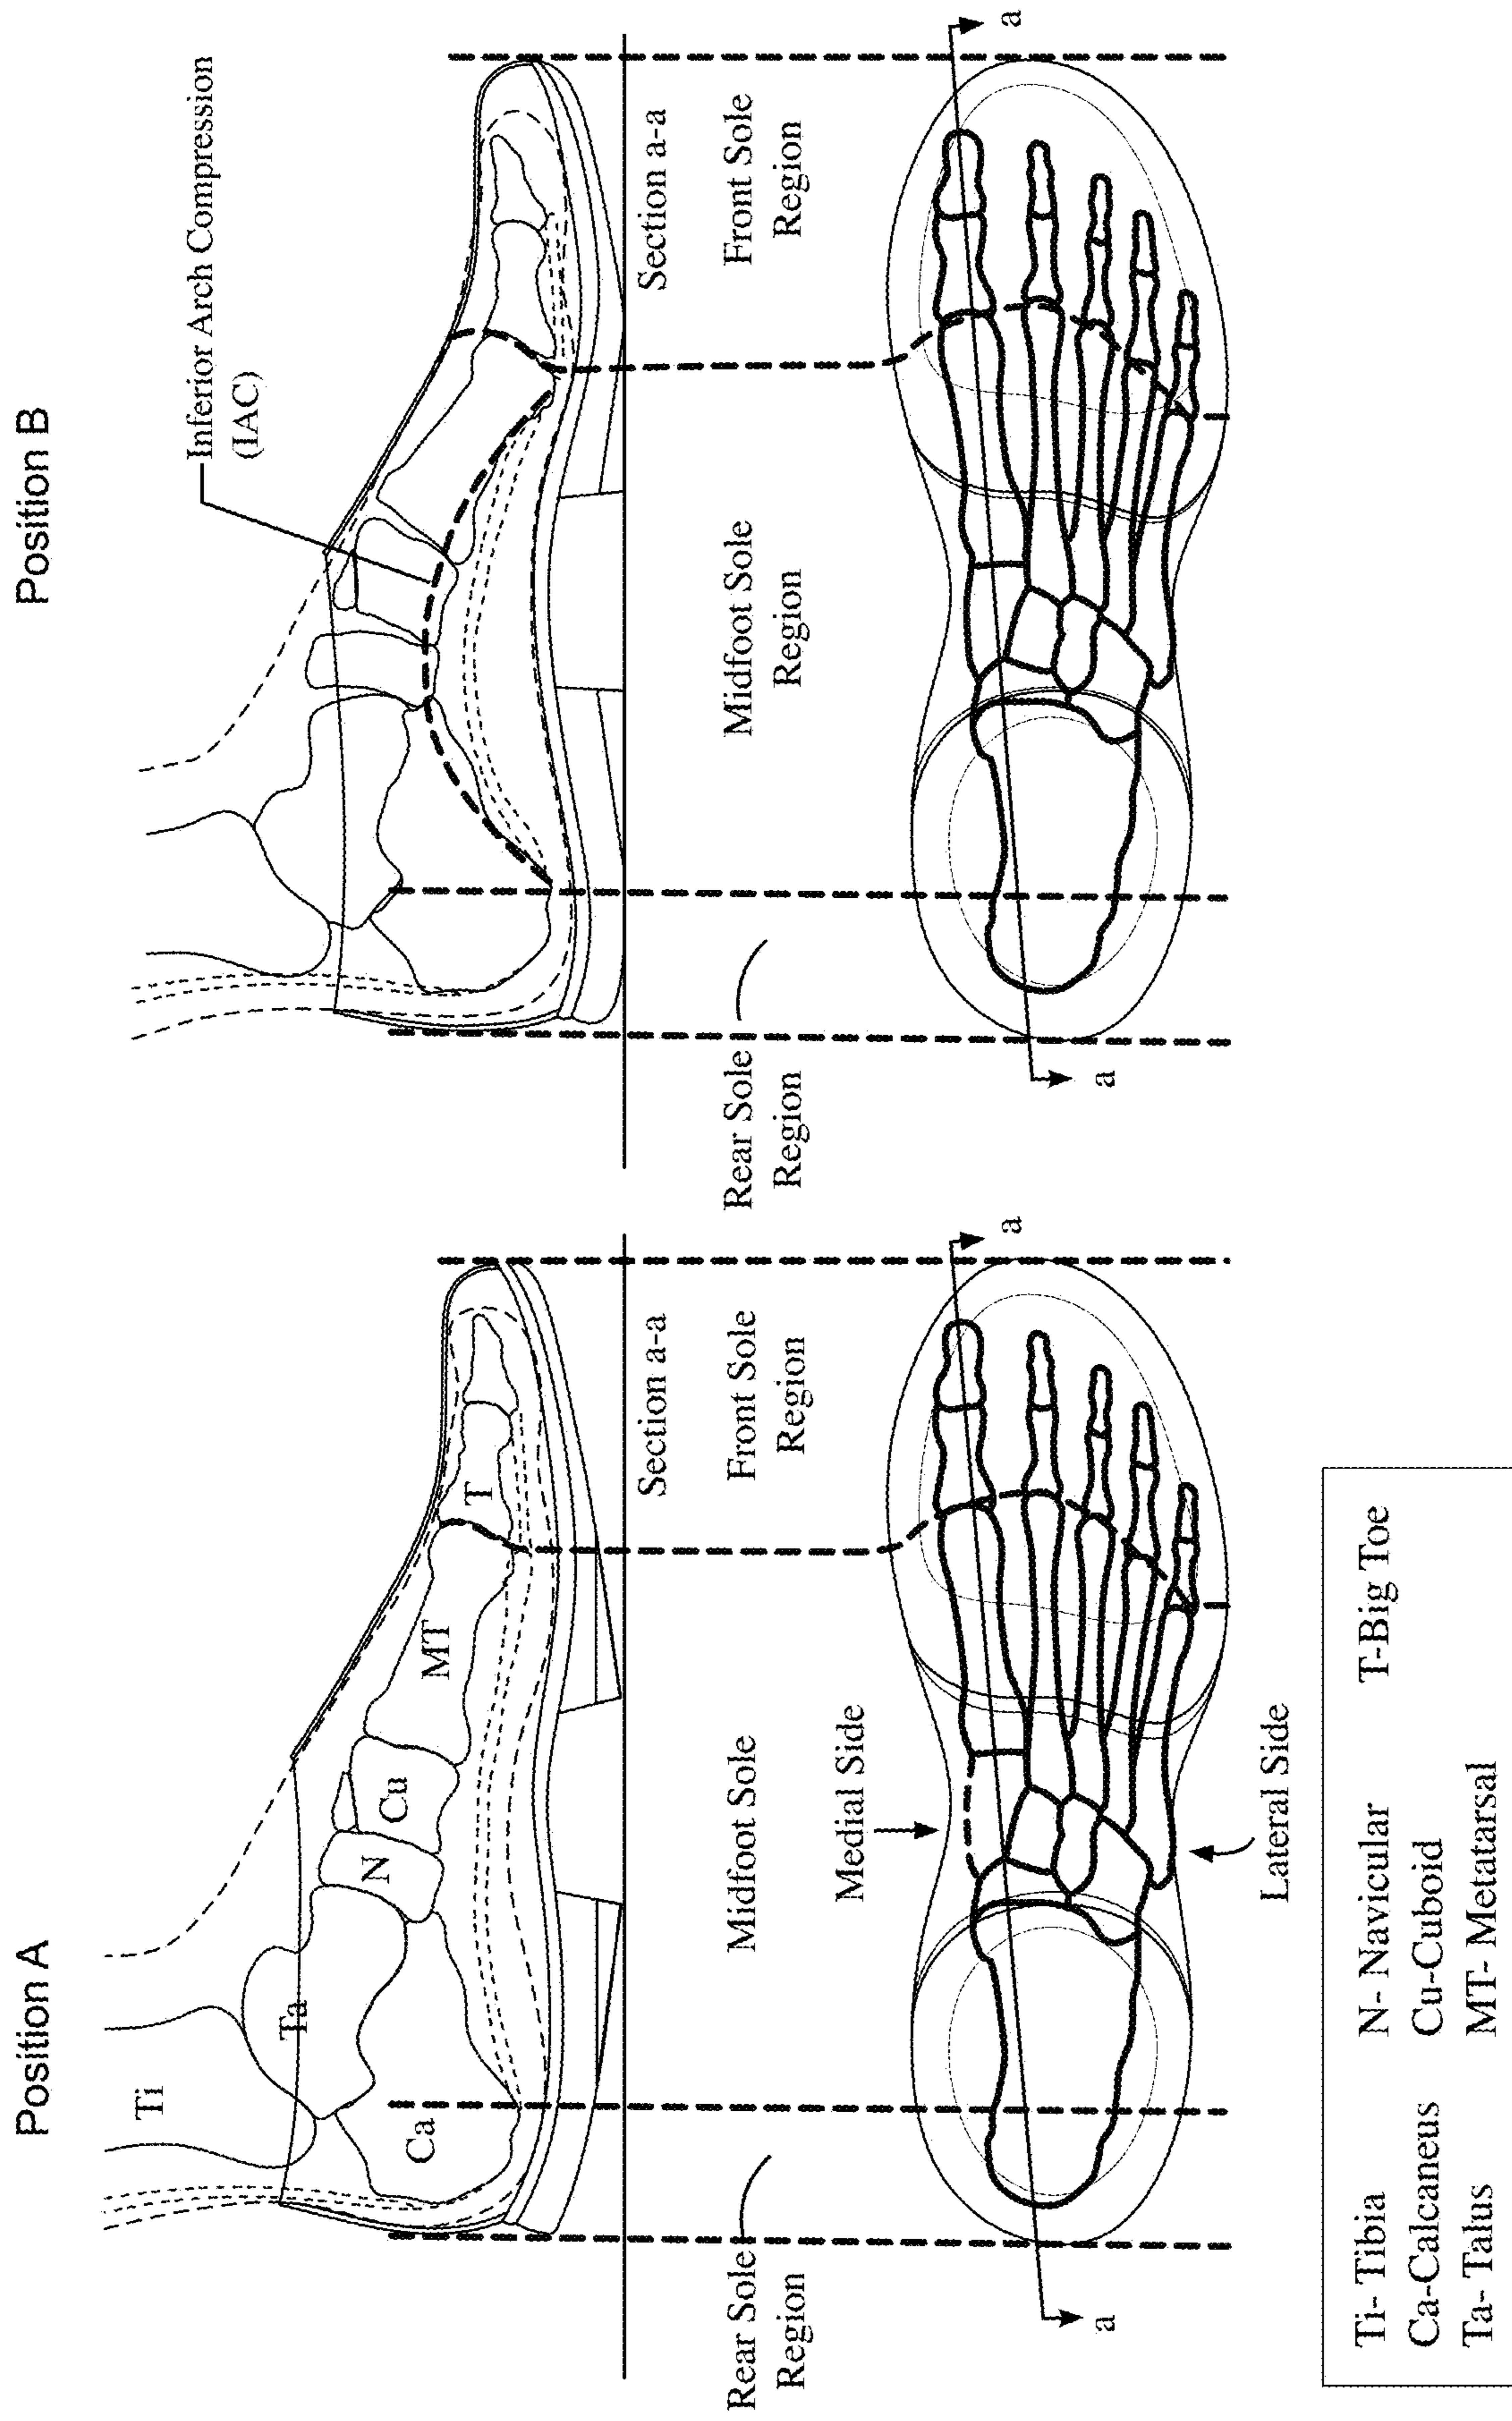 Position A
Ti
Ta
Ca
N
Cu
MT
T
Section a-a
Rear Sole
Region
Midfoot Sole
Front Sole
Region
Medial Side
a
a
Lateral Side
Ti- Tibia
N- Navicular
T-Big Toe
Ca-Calcaneus
Cu-Cuboid
Ta- Talus
MT- Metatarsal
Position B
Inferior Arch Compression
(IAC)
Section a-a
Rear Sole
Region
Midfoot Sole
Region
Front Sole
Region
a
a